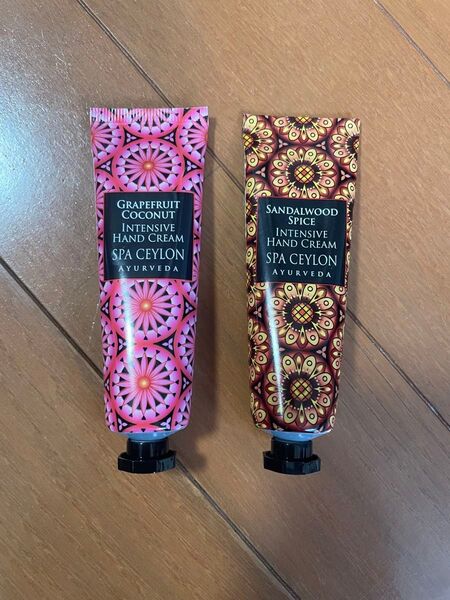 GRAPEFRUIT
COCONUT
INTENSIVE
HAND CREAM
SPA CEYLON
AYURVEDA
SANDALWOOD
SPICE
INTENSIVE
HAND CREAM
SPA CEYLON
AYURVEDA